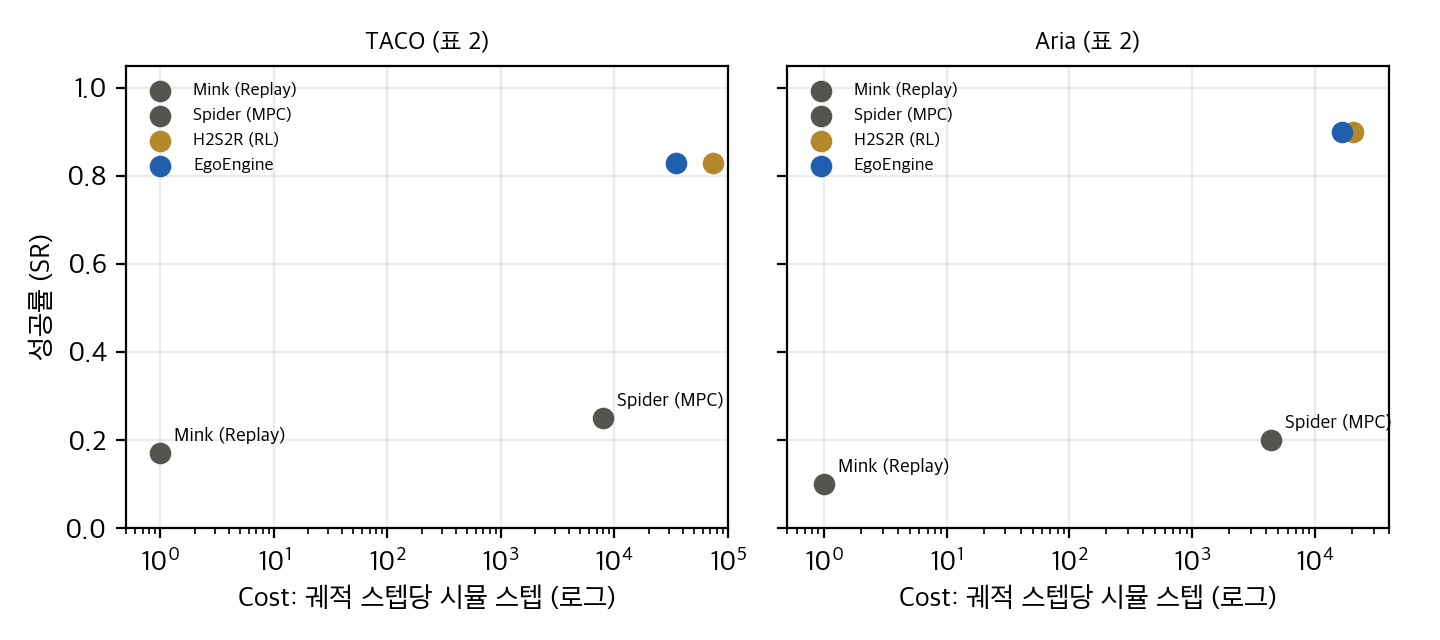 TACO (표 2)
Mink (Replay)
Spider (MPC)
H2S2R (RL)
EgoEngine
Spider (MPC)
Mink (Replay)
성공률 (SR)
1.0
0.8
0.6
0.4
0.2
0.0
10⁰ 10¹ 10² 10³ 10⁴ 10⁵
Cost: 궤적 스텝당 시뮬 스텝 (로그)
Aria (표 2)
Mink (Replay)
Spider (MPC)
H2S2R (RL)
EgoEngine
Spider (MPC)
Mink (Replay)
10⁰ 10¹ 10² 10³ 10⁴
Cost: 궤적 스텝당 시뮬 스텝 (로그)